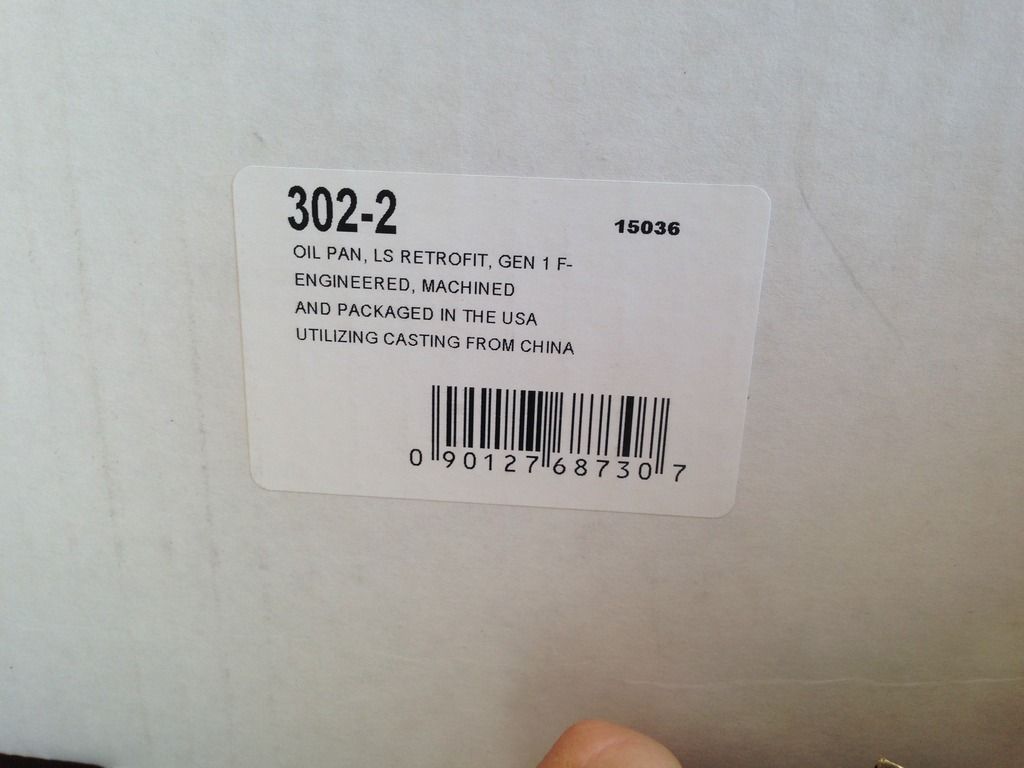 302-2 15036
OIL PAN, LS RETROFIT, GEN 1 F-
ENGINEERED, MACHINED
AND PACKAGED IN THE USA
UTILIZING CASTING FROM CHINA
0 90127 68730 7